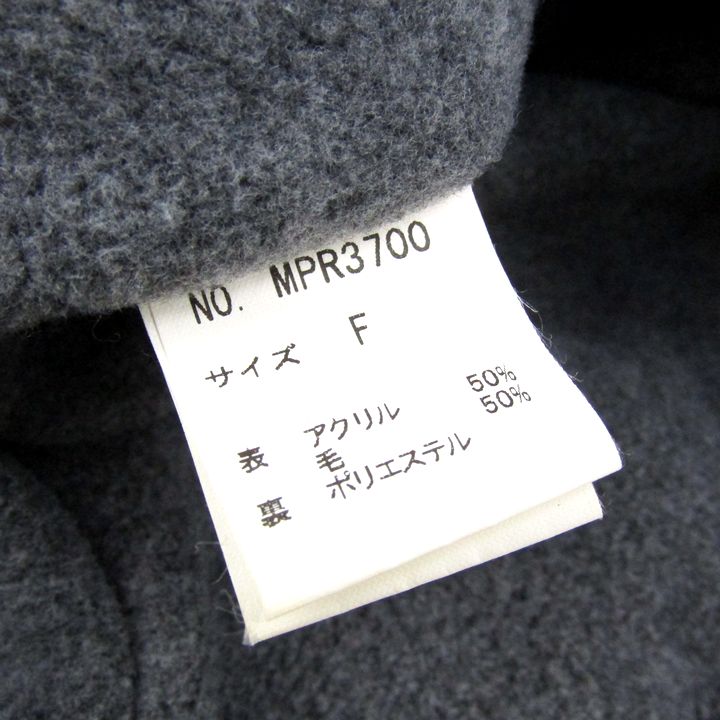 NO. MPR3700
サイズ F
表 アクリル 50%
毛 50%
裏 ポリエステル